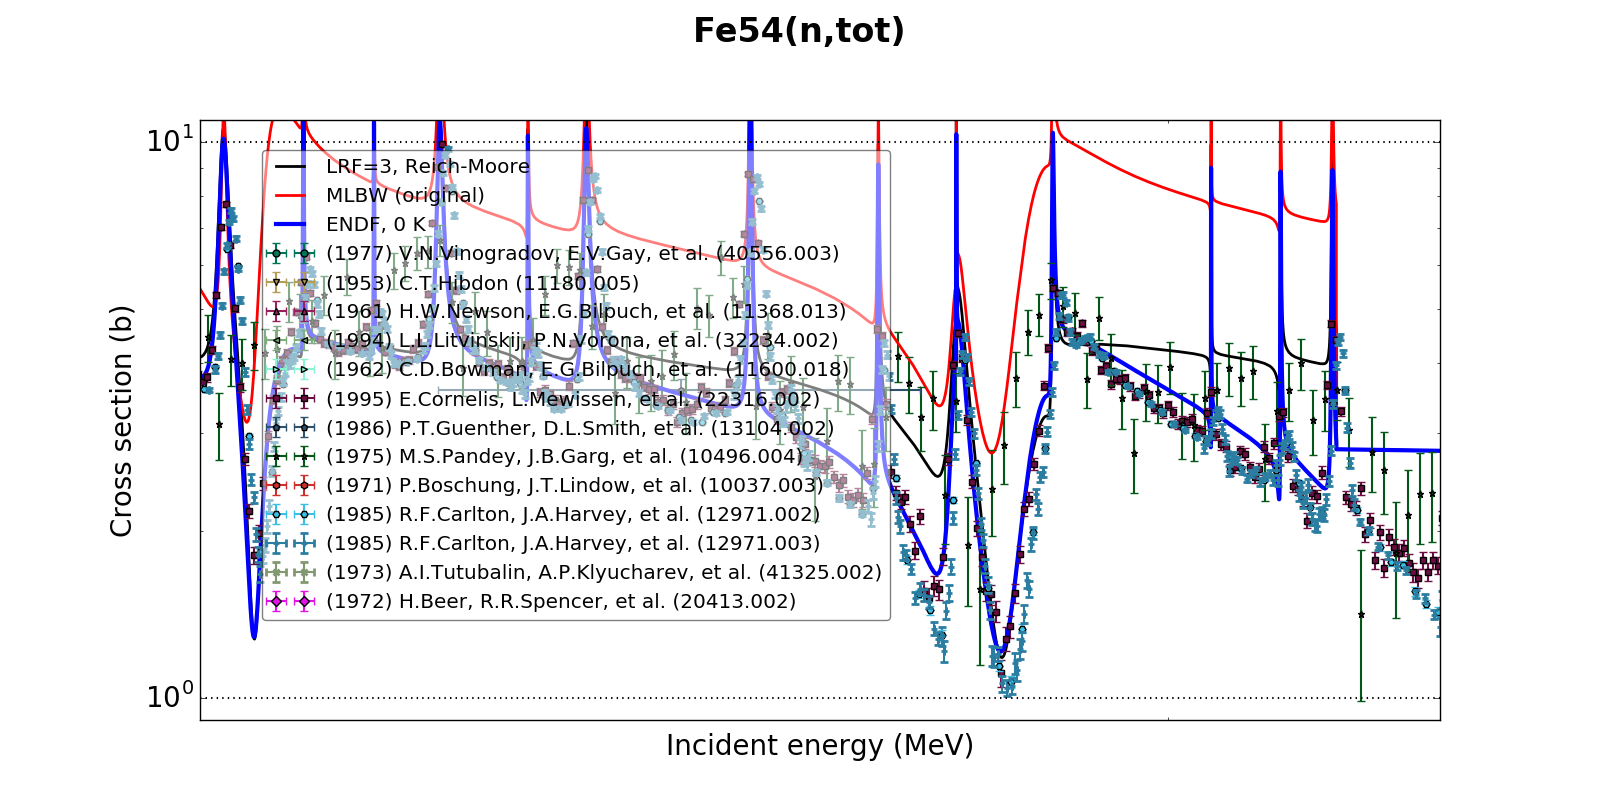 Fe54(n,tot)
10^1
Cross section (b)
10^0
LRF=3, Reich-Moore
MLBW (original)
ENDF, 0 K
(1977) V.N.Vinogradov, E.V.Gay, et al. (40556.003)
(1953) C.T.Hibdon (11180.005)
(1961) H.W.Newson, E.G.Bilpuch, et al. (11368.013)
(1994) L.L.Litvinskij, P.N.Vorona, et al. (32234.002)
(1962) C.D.Bowman, E.G.Bilpuch, et al. (11600.018)
(1995) E.Cornelis, L.Mewissen, et al. (22316.002)
(1986) P.T.Guenther, D.L.Smith, et al. (13104.002)
(1975) M.S.Pandey, J.B.Garg, et al. (10496.004)
(1971) P.Boschung, J.T.Lindow, et al. (10037.003)
(1985) R.F.Carlton, J.A.Harvey, et al. (12971.002)
(1985) R.F.Carlton, J.A.Harvey, et al. (12971.003)
(1973) A.I.Tutubalin, A.P.Klyucharev, et al. (41325.002)
(1972) H.Beer, R.R.Spencer, et al. (20413.002)
Incident energy (MeV)